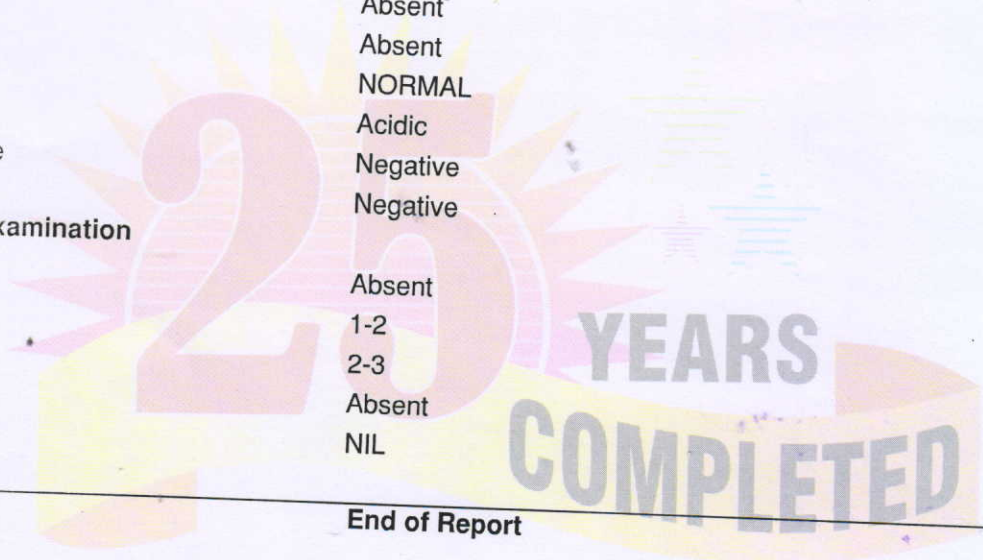 Absent
Absent
NORMAL
Acidic
e Negative
Negative
xamination
Absent
1-2
2-3
Absent
NIL
End of Report
25
YEARS
COMPLETED